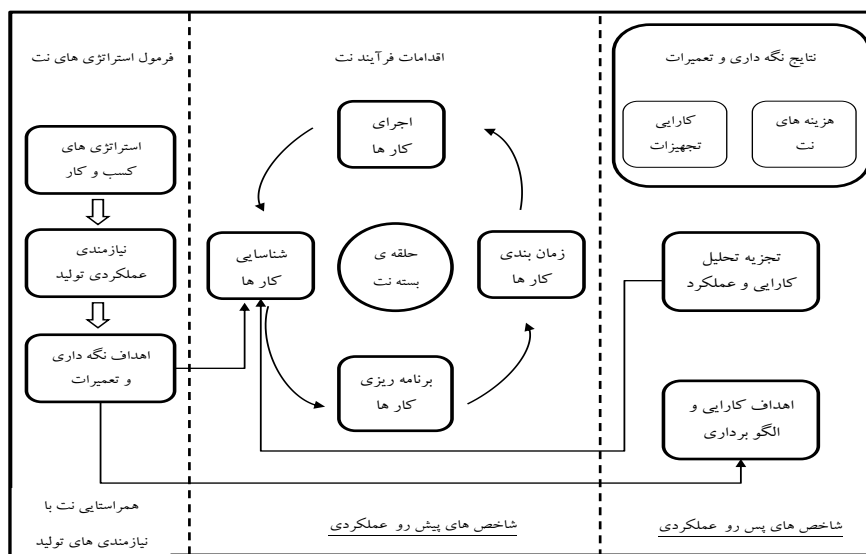 نتایج نگه داری و تعمیرات
هزینه های
نت
کارایی
تجهیزات
تجزیه تحلیل
کارایی و عملکرد
اهداف کارایی و
الگو برداری
شاخص های پس رو عملکردی
اقدامات فرآیند نت
اجرای
کار ها
زمان بندی
کار ها
حلقه ی
بسته نت
شناسایی
کار ها
برنامه ریزی
کار ها
شاخص های پیش رو عملکردی
فرمول استراتژی های نت
استراتژی های
کسب و کار
نیازمندی
عملکردی تولید
اهداف نگه داری
و تعمیرات
همراستایی نت با
نیازمندی های تولید